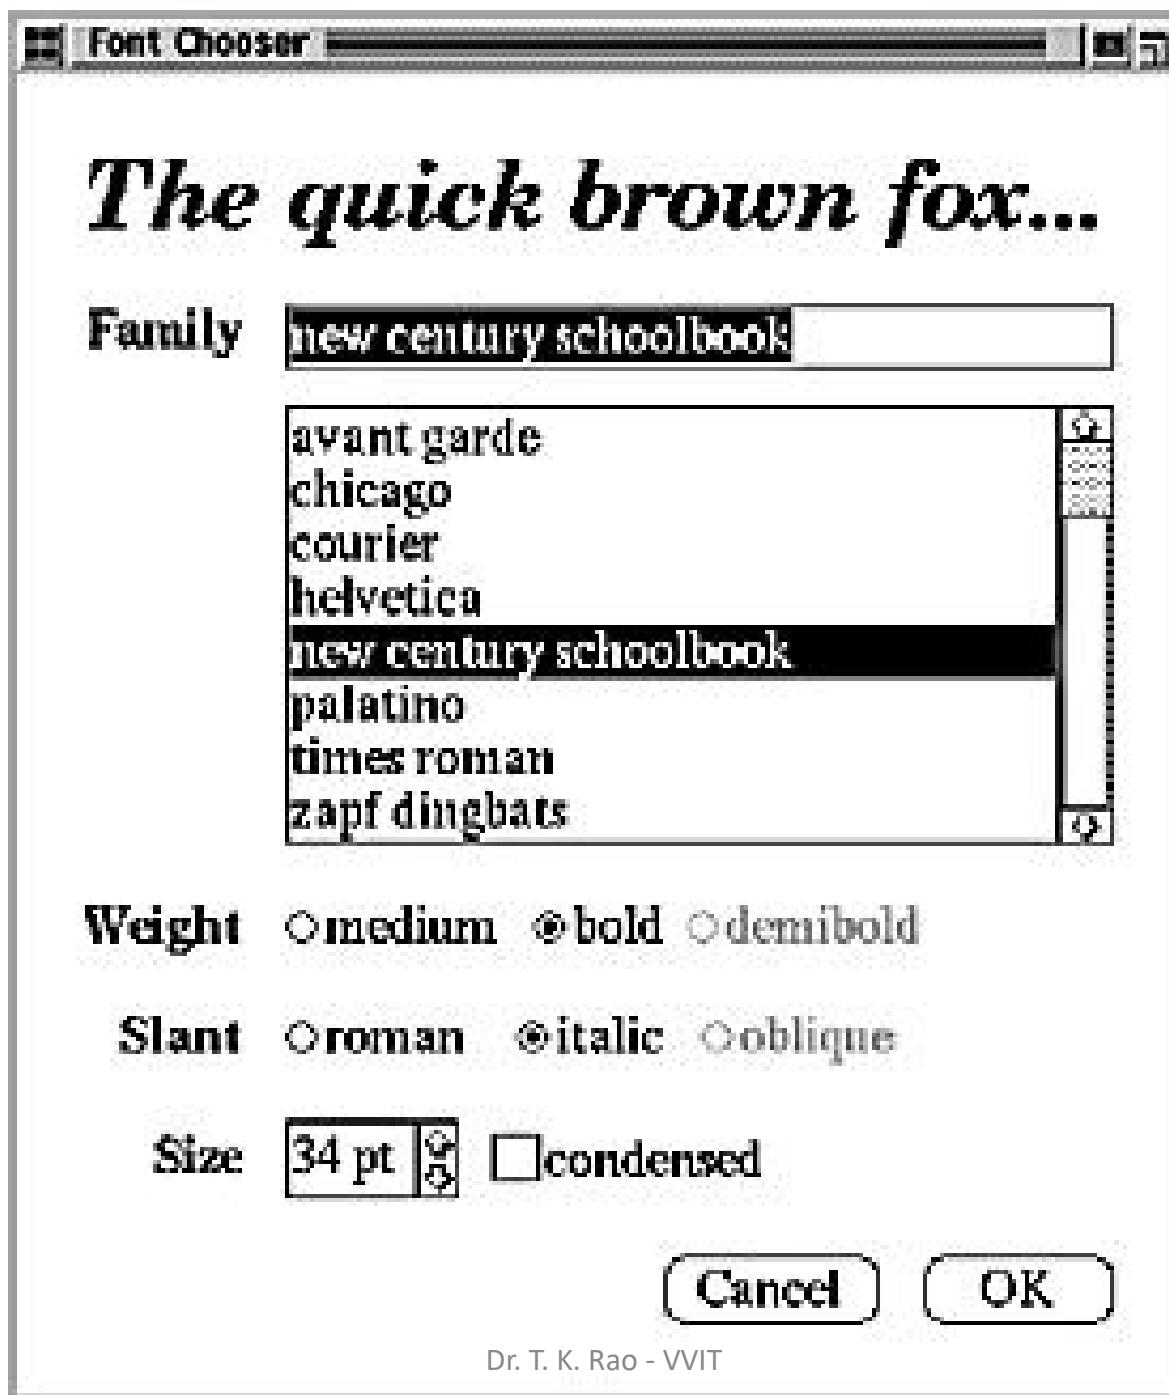 Font Chooser
The quick brown fox...
Family new century schoolbook
avant garde
chicago
courier
helvetica
new century schoolbook
palatino
times roman
zapf dingbats
Weight medium bold demibold
Slant roman italic oblique
Size 34 pt condensed
Cancel OK
Dr. T. K. Rao - VVIT